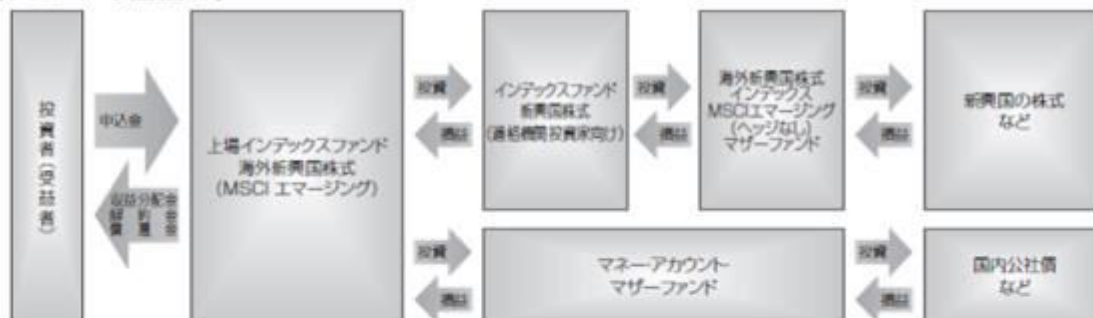 投資者(受益者)
申込金
収益分配金
解約金
償還金
上場インデックスファンド
海外新興国株式
(MSCI エマージング)
投資
損益
インデックスファンド
新興国株式
(適格機関投資家向け)
投資
損益
海外新興国株式
インデックス
MSCIエマージング
(ヘッジなし)
マザーファンド
投資
損益
新興国の株式
など
投資
損益
マネー・アカウント・
マザーファンド
投資
損益
国内公社債
など